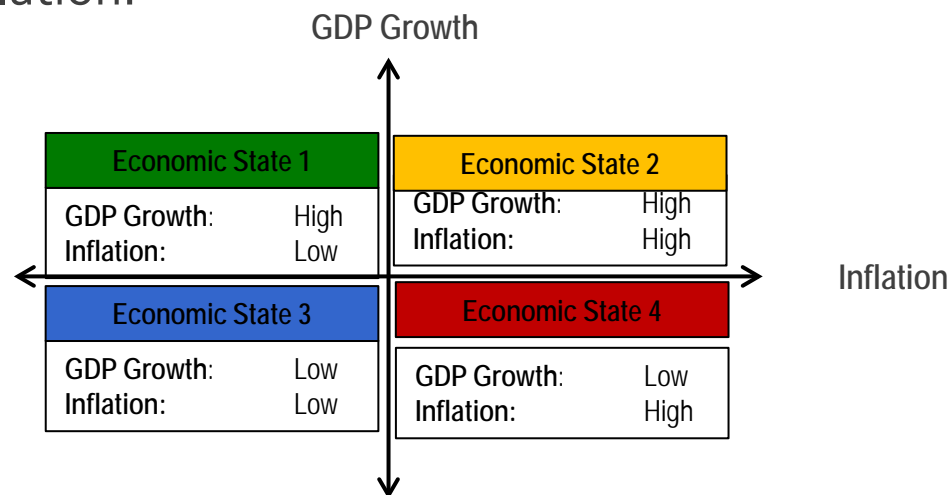 GDP Growth
Economic State 1
GDP Growth: High
Inflation: Low
Economic State 2
GDP Growth: High
Inflation: High
Inflation
Economic State 3
GDP Growth: Low
Inflation: Low
Economic State 4
GDP Growth: Low
Inflation: High